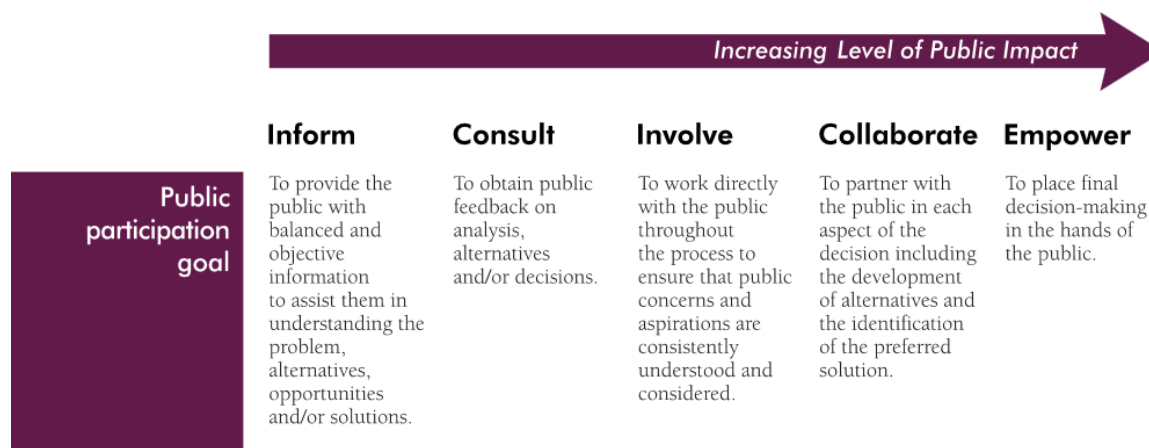 Increasing Level of Public Impact
Inform
Consult
Involve
Collaborate
Empower
Public
participation
goal
To provide the
public with
balanced and
objective
information
to assist them in
understanding the
problem,
alternatives,
opportunities
and/or solutions.
To obtain public
feedback on
analysis,
alternatives
and/or decisions.
To work directly
with the public
throughout
the process to
ensure that public
concerns and
aspirations are
consistently
understood and
considered.
To partner with
the public in each
aspect of the
decision including
the development
of alternatives and
the identification
of the preferred
solution.
To place final
decision-making
in the hands of
the public.